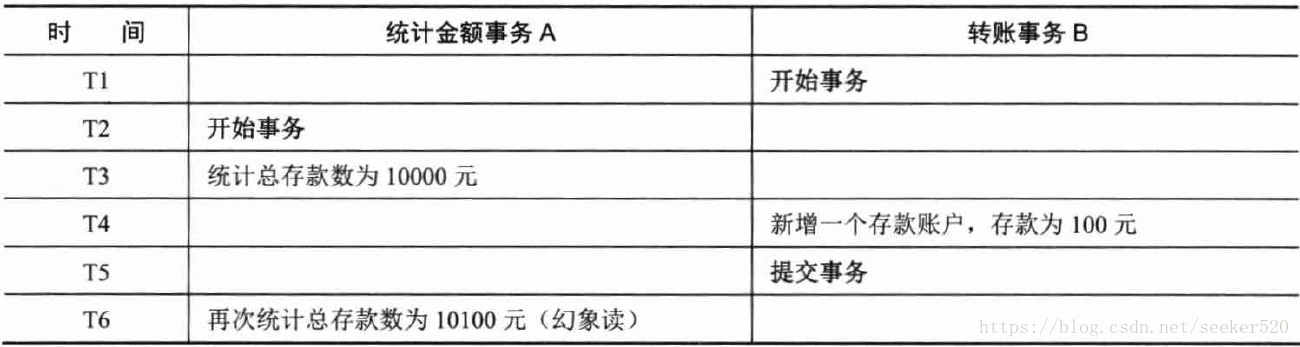 时 间 统计金额事务 A 转账事务 B
T1 开始事务
T2 开始事务
T3 统计总存款数为 10000 元
T4 新增一个存款账户，存款为 100 元
T5 提交事务
T6 再次统计总存款数为 10100 元（幻象读）
https://blog.csdn.net/seeker520